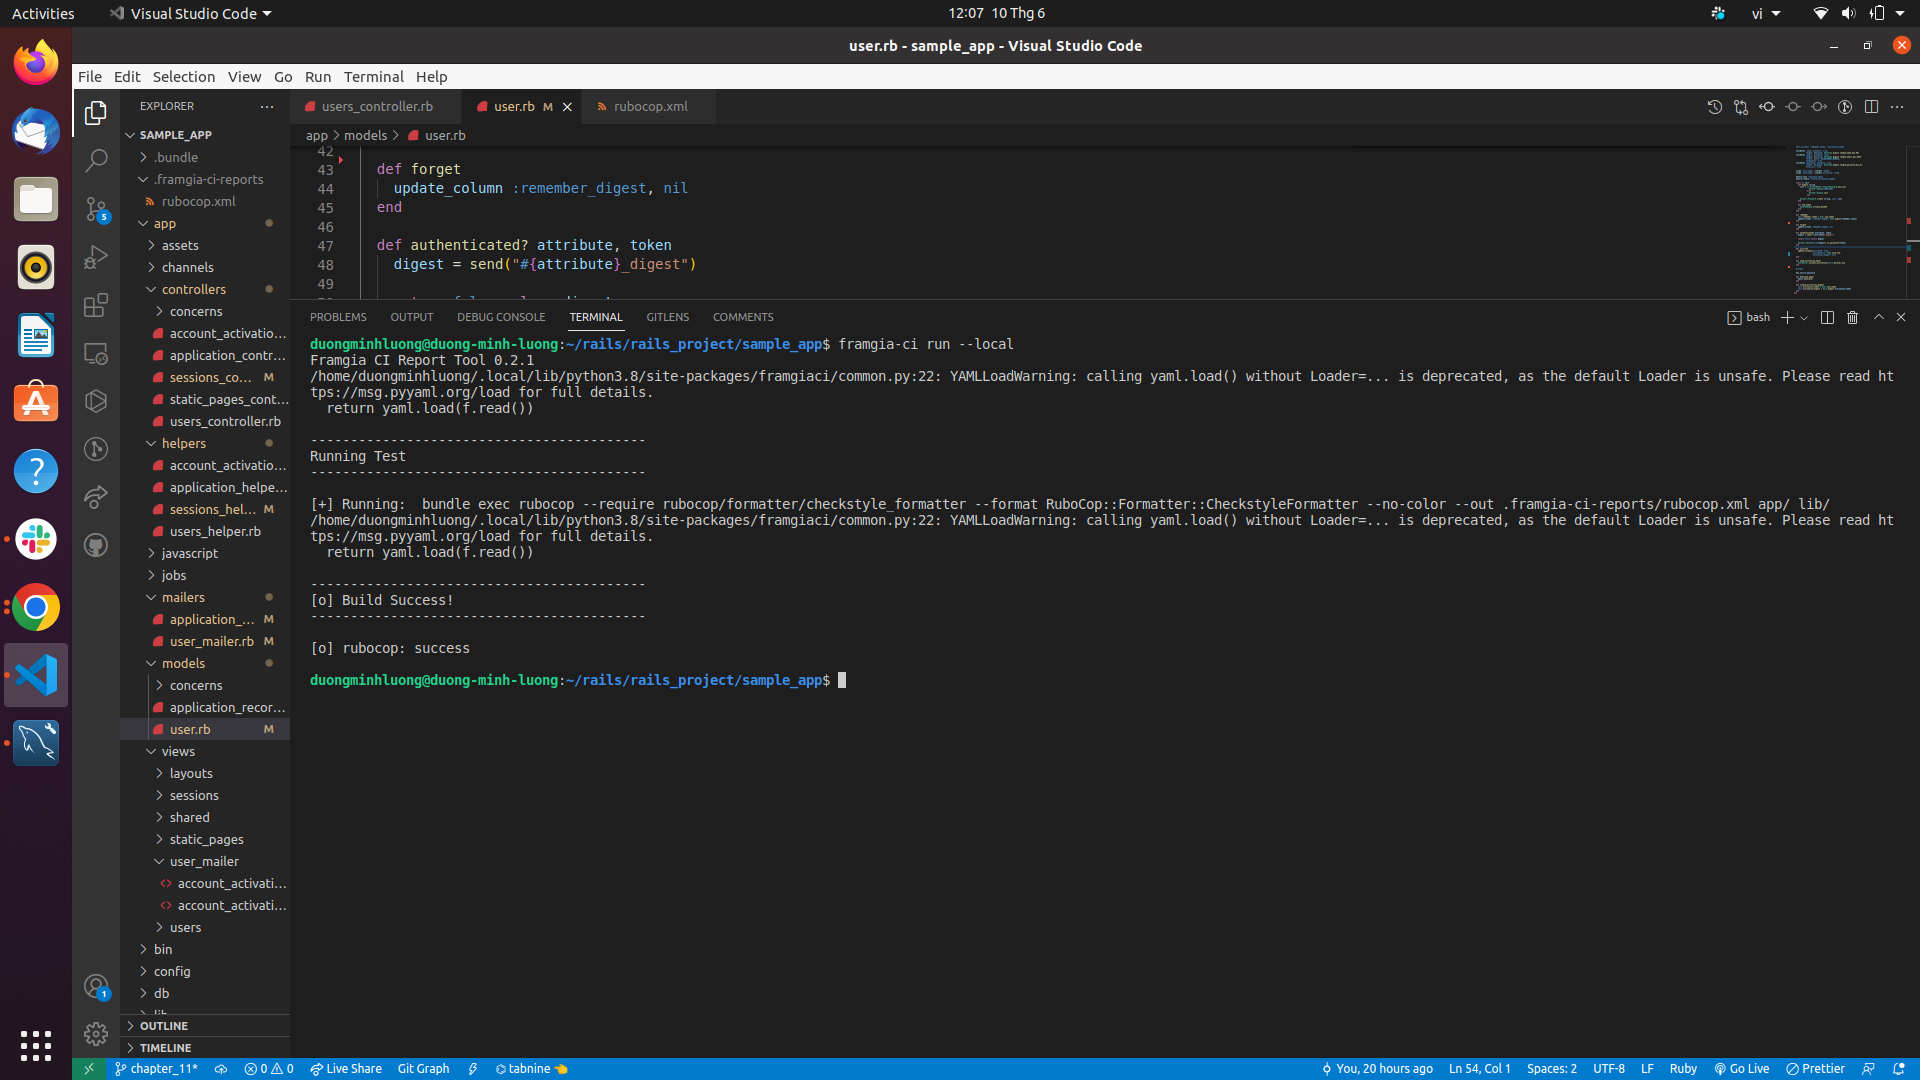 Activities
Visual Studio Code
12:07 10 Thg 6
vi
user.rb - sample_app - Visual Studio Code
File Edit Selection View Go Run Terminal Help
EXPLORER
SAMPLE_APP
.bundle
.framgia-ci-reports
rubocop.xml
app
assets
channels
controllers
concerns
account_activatio...
application_contr...
sessions_co... M
static_pages_cont...
users_controller.rb
helpers
account_activatio...
application_helpe...
sessions_hel... M
users_helper.rb
javascript
jobs
mailers
application_... M
user_mailer.rb M
models
concerns
application_recor...
user.rb M
views
layouts
sessions
shared
static_pages
user_mailer
account_activati...
account_activati...
users
bin
config
db
OUTLINE
TIMELINE
5
1
users_controller.rb
user.rb M
rubocop.xml
app > models > user.rb
42
43 def forget
44 update_column :remember_digest, nil
45 end
46
47 def authenticated? attribute, token
48 digest = send("#{attribute}_digest")
49
PROBLEMS OUTPUT DEBUG CONSOLE TERMINAL GITLENS COMMENTS
bash
duongminhluong@duong-minh-luong:~/rails/rails_project/sample_app$ framgia-ci run --local
Framgia CI Report Tool 0.2.1
/home/duongminhluong/.local/lib/python3.8/site-packages/framgiaci/common.py:22: YAMLLoadWarning: calling yaml.load() without Loader=... is deprecated, as the default Loader is unsafe. Please read ht
tps://msg.pyyaml.org/load for full details.
return yaml.load(f.read())
------------------------------------------
Running Test
------------------------------------------
[+] Running:  bundle exec rubocop --require rubocop/formatter/checkstyle_formatter --format RuboCop::Formatter::CheckstyleFormatter --no-color --out .framgia-ci-reports/rubocop.xml app/ lib/
/home/duongminhluong/.local/lib/python3.8/site-packages/framgiaci/common.py:22: YAMLLoadWarning: calling yaml.load() without Loader=... is deprecated, as the default Loader is unsafe. Please read ht
tps://msg.pyyaml.org/load for full details.
return yaml.load(f.read())
------------------------------------------
[o] Build Success!
------------------------------------------
[o] rubocop: success
duongminhluong@duong-minh-luong:~/rails/rails_project/sample_app$
chapter_11* 0 0 Live Share Git Graph tabnine You, 20 hours ago Ln 54, Col 1 Spaces: 2 UTF-8 LF Ruby Go Live Prettier